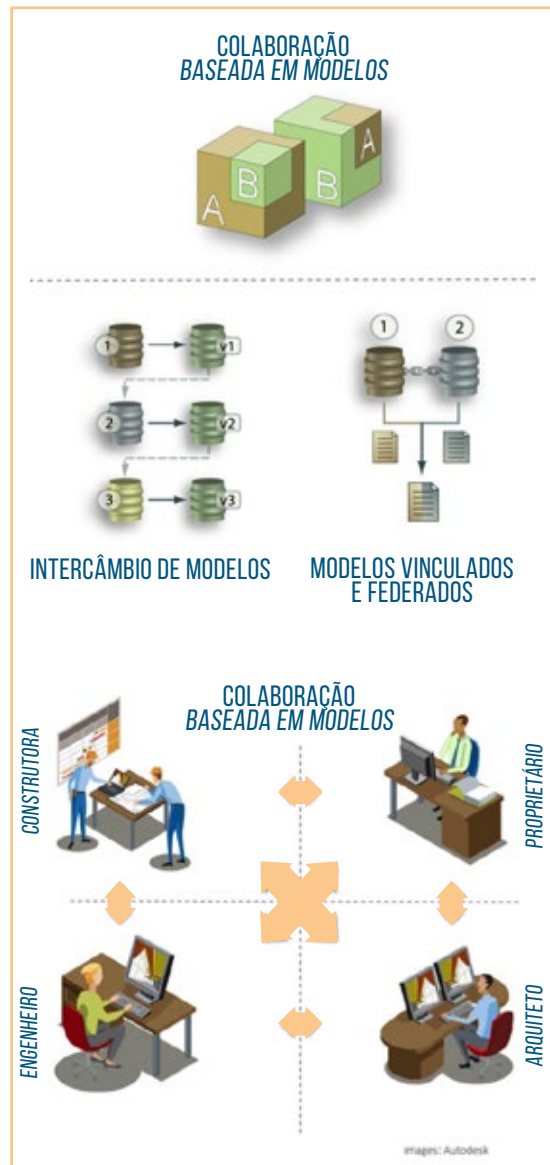 COLABORAÇÃO
BASEADA EM MODELOS
A
B
B
A
1
v1
2
v2
3
v3
1
2
INTERCÂMBIO DE MODELOS
MODELOS VINCULADOS
E FEDERADOS
COLABORAÇÃO
BASEADA EM MODELOS
CONSTRUTORA
PROPRIETÁRIO
ENGENHEIRO
ARQUITETO
images: Autodesk